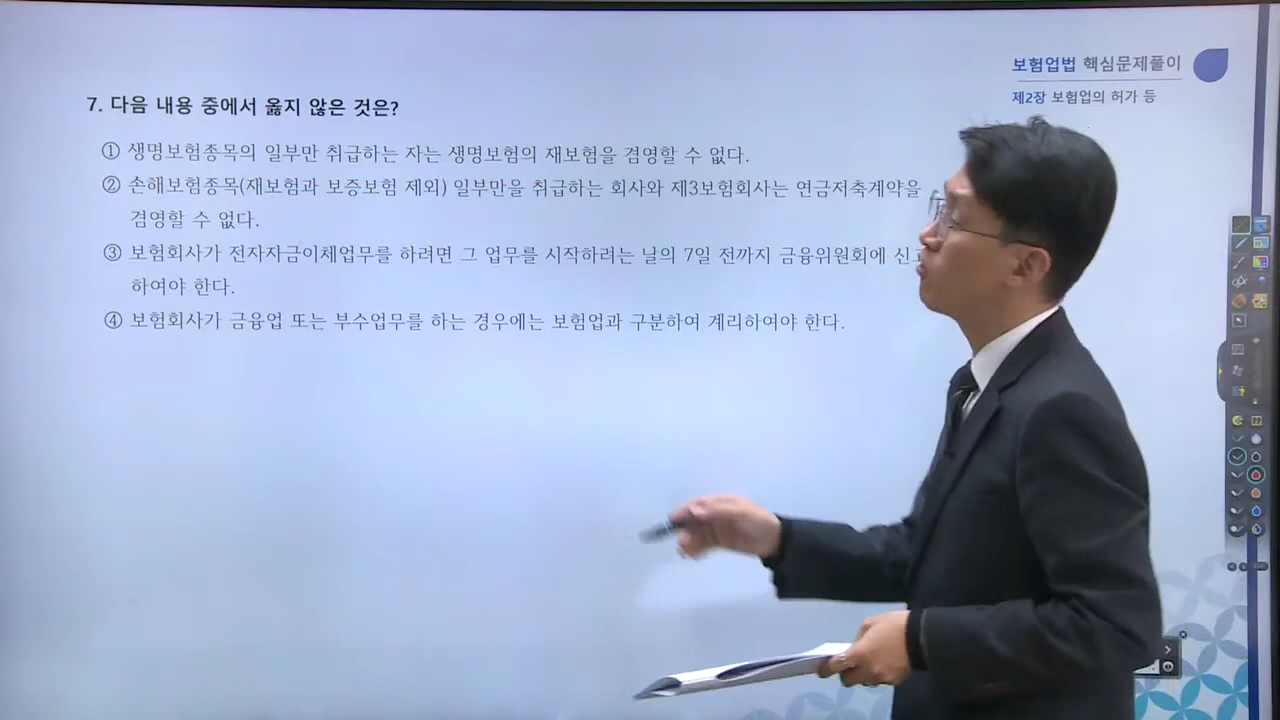 보험업법 핵심문제풀이
제2장 보험업의 허가 등
7. 다음 내용 중에서 옳지 않은 것은?
① 생명보험종목의 일부만 취급하는 자는 생명보험의 재보험을 겸영할 수 없다.
② 손해보험종목(재보험과 보증보험 제외) 일부만을 취급하는 회사와 제3보험회사는 연금저축계약을
겸영할 수 없다.
③ 보험회사가 전자자금이체업무를 하려면 그 업무를 시작하려는 날의 7일 전까지 금융위원회에 신고
하여야 한다.
④ 보험회사가 금융업 또는 부수업무를 하는 경우에는 보험업과 구분하여 계리하여야 한다.